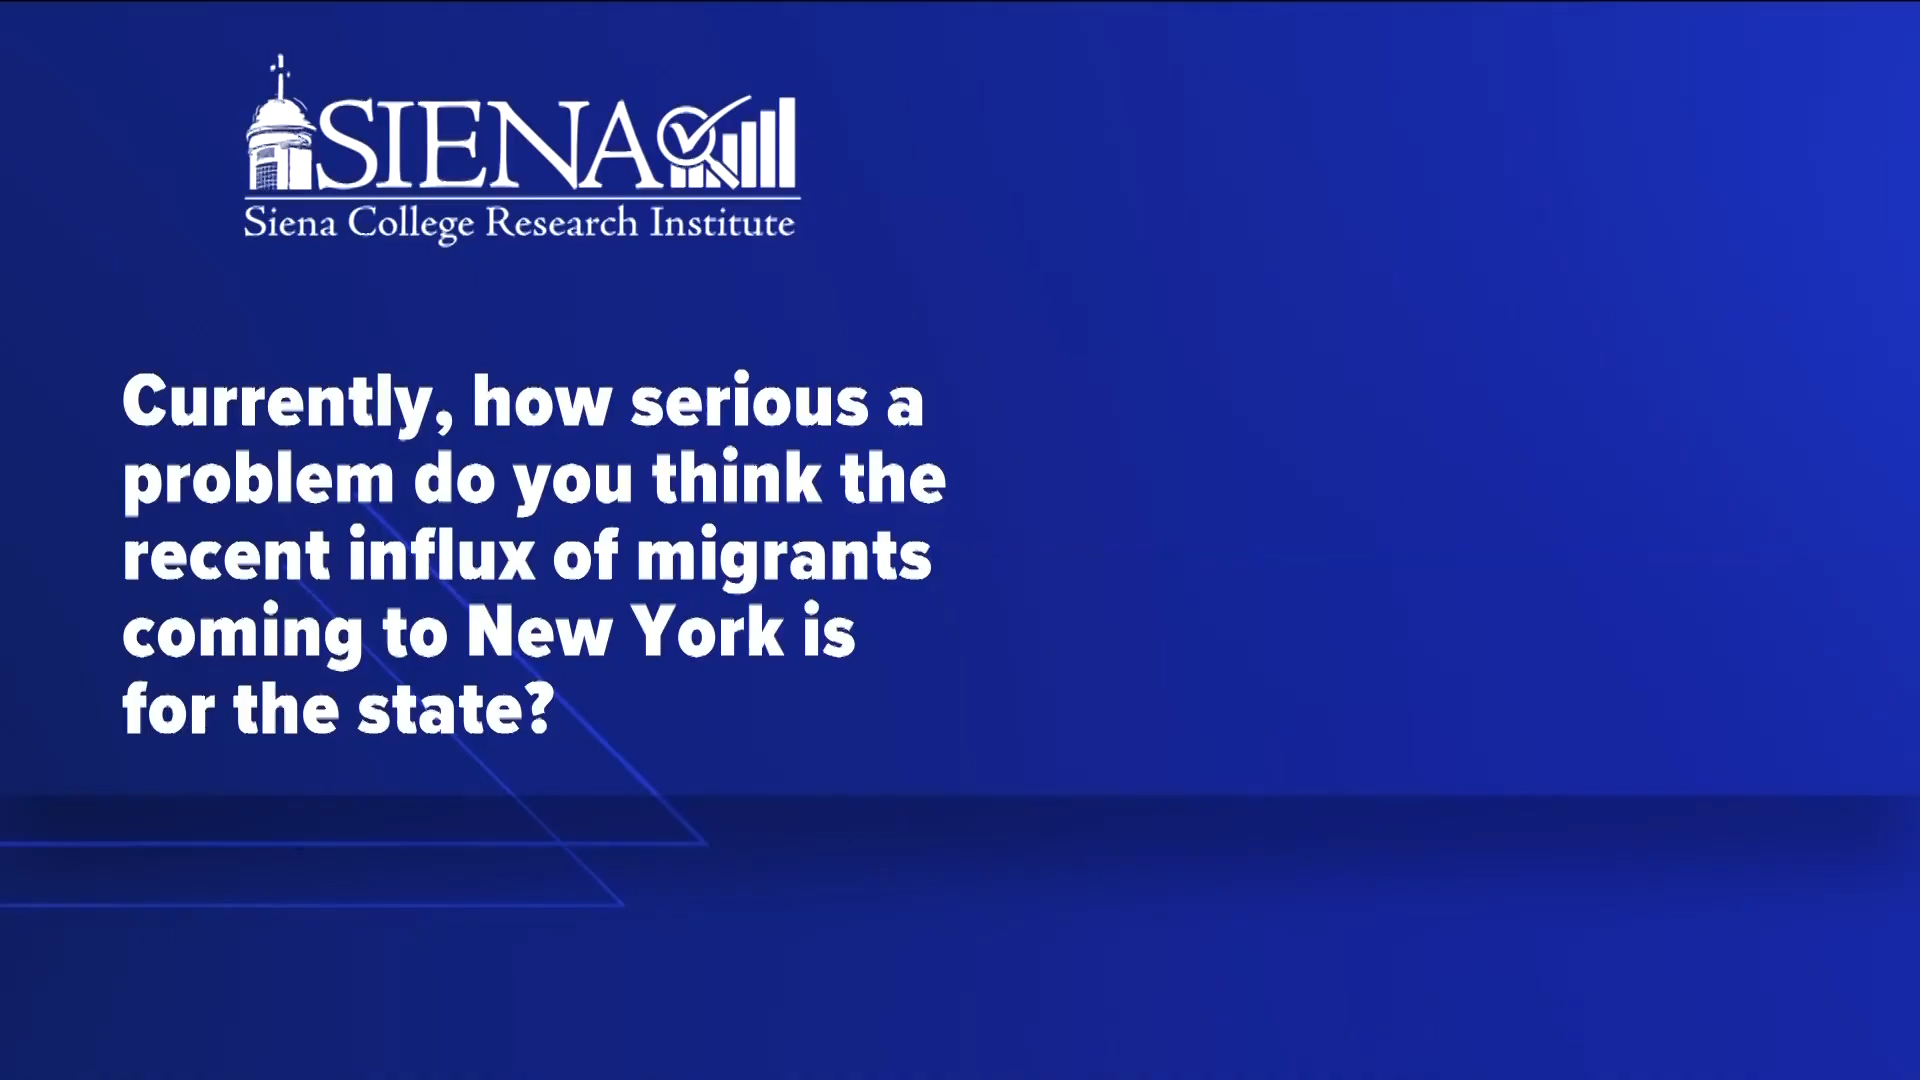 SIENA
Siena College Research Institute
Currently, how serious a
problem do you think the
recent influx of migrants
coming to New York is
for the state?